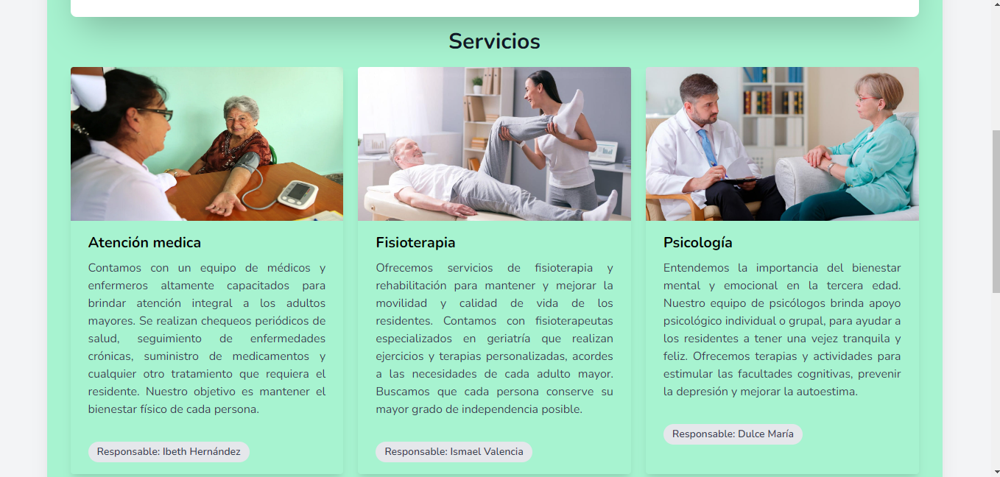 Servicios
Atención medica
Contamos con un equipo de médicos y
enfermeros altamente capacitados para
brindar atención integral a los adultos
mayores. Se realizan chequeos periódicos de
salud, seguimiento de enfermedades
crónicas, suministro de medicamentos y
cualquier otro tratamiento que requiera el
residente. Nuestro objetivo es mantener el
bienestar físico de cada persona.
Responsable: Ibeth Hernández
Fisioterapia
Ofrecemos servicios de fisioterapia y
rehabilitación para mantener y mejorar la
movilidad y calidad de vida de los
residentes. Contamos con fisioterapeutas
especializados en geriatría que realizan
ejercicios y terapias personalizadas, acordes
a las necesidades de cada adulto mayor.
Buscamos que cada persona conserve su
mayor grado de independencia posible.
Responsable: Ismael Valencia
Psicología
Entendemos la importancia del bienestar
mental y emocional en la tercera edad.
Nuestro equipo de psicólogos brinda apoyo
psicológico individual o grupal, para ayudar a
los residentes a tener una vejez tranquila y
feliz. Ofrecemos terapias y actividades para
estimular las facultades cognitivas, prevenir
la depresión y mejorar la autoestima.
Responsable: Dulce María